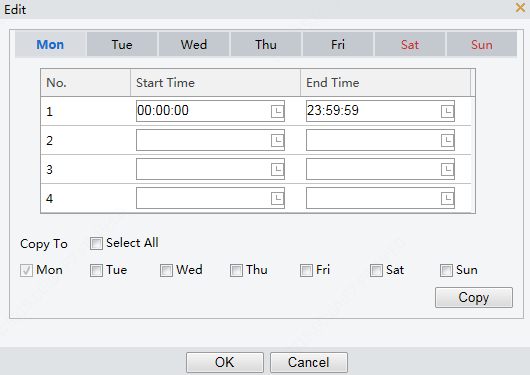 Edit
Mon Tue Wed Thu Fri Sat Sun
No. Start Time End Time
1 00:00:00 23:59:59
2
3
4
Copy To Select All
Mon Tue Wed Thu Fri Sat Sun
Copy
OK Cancel